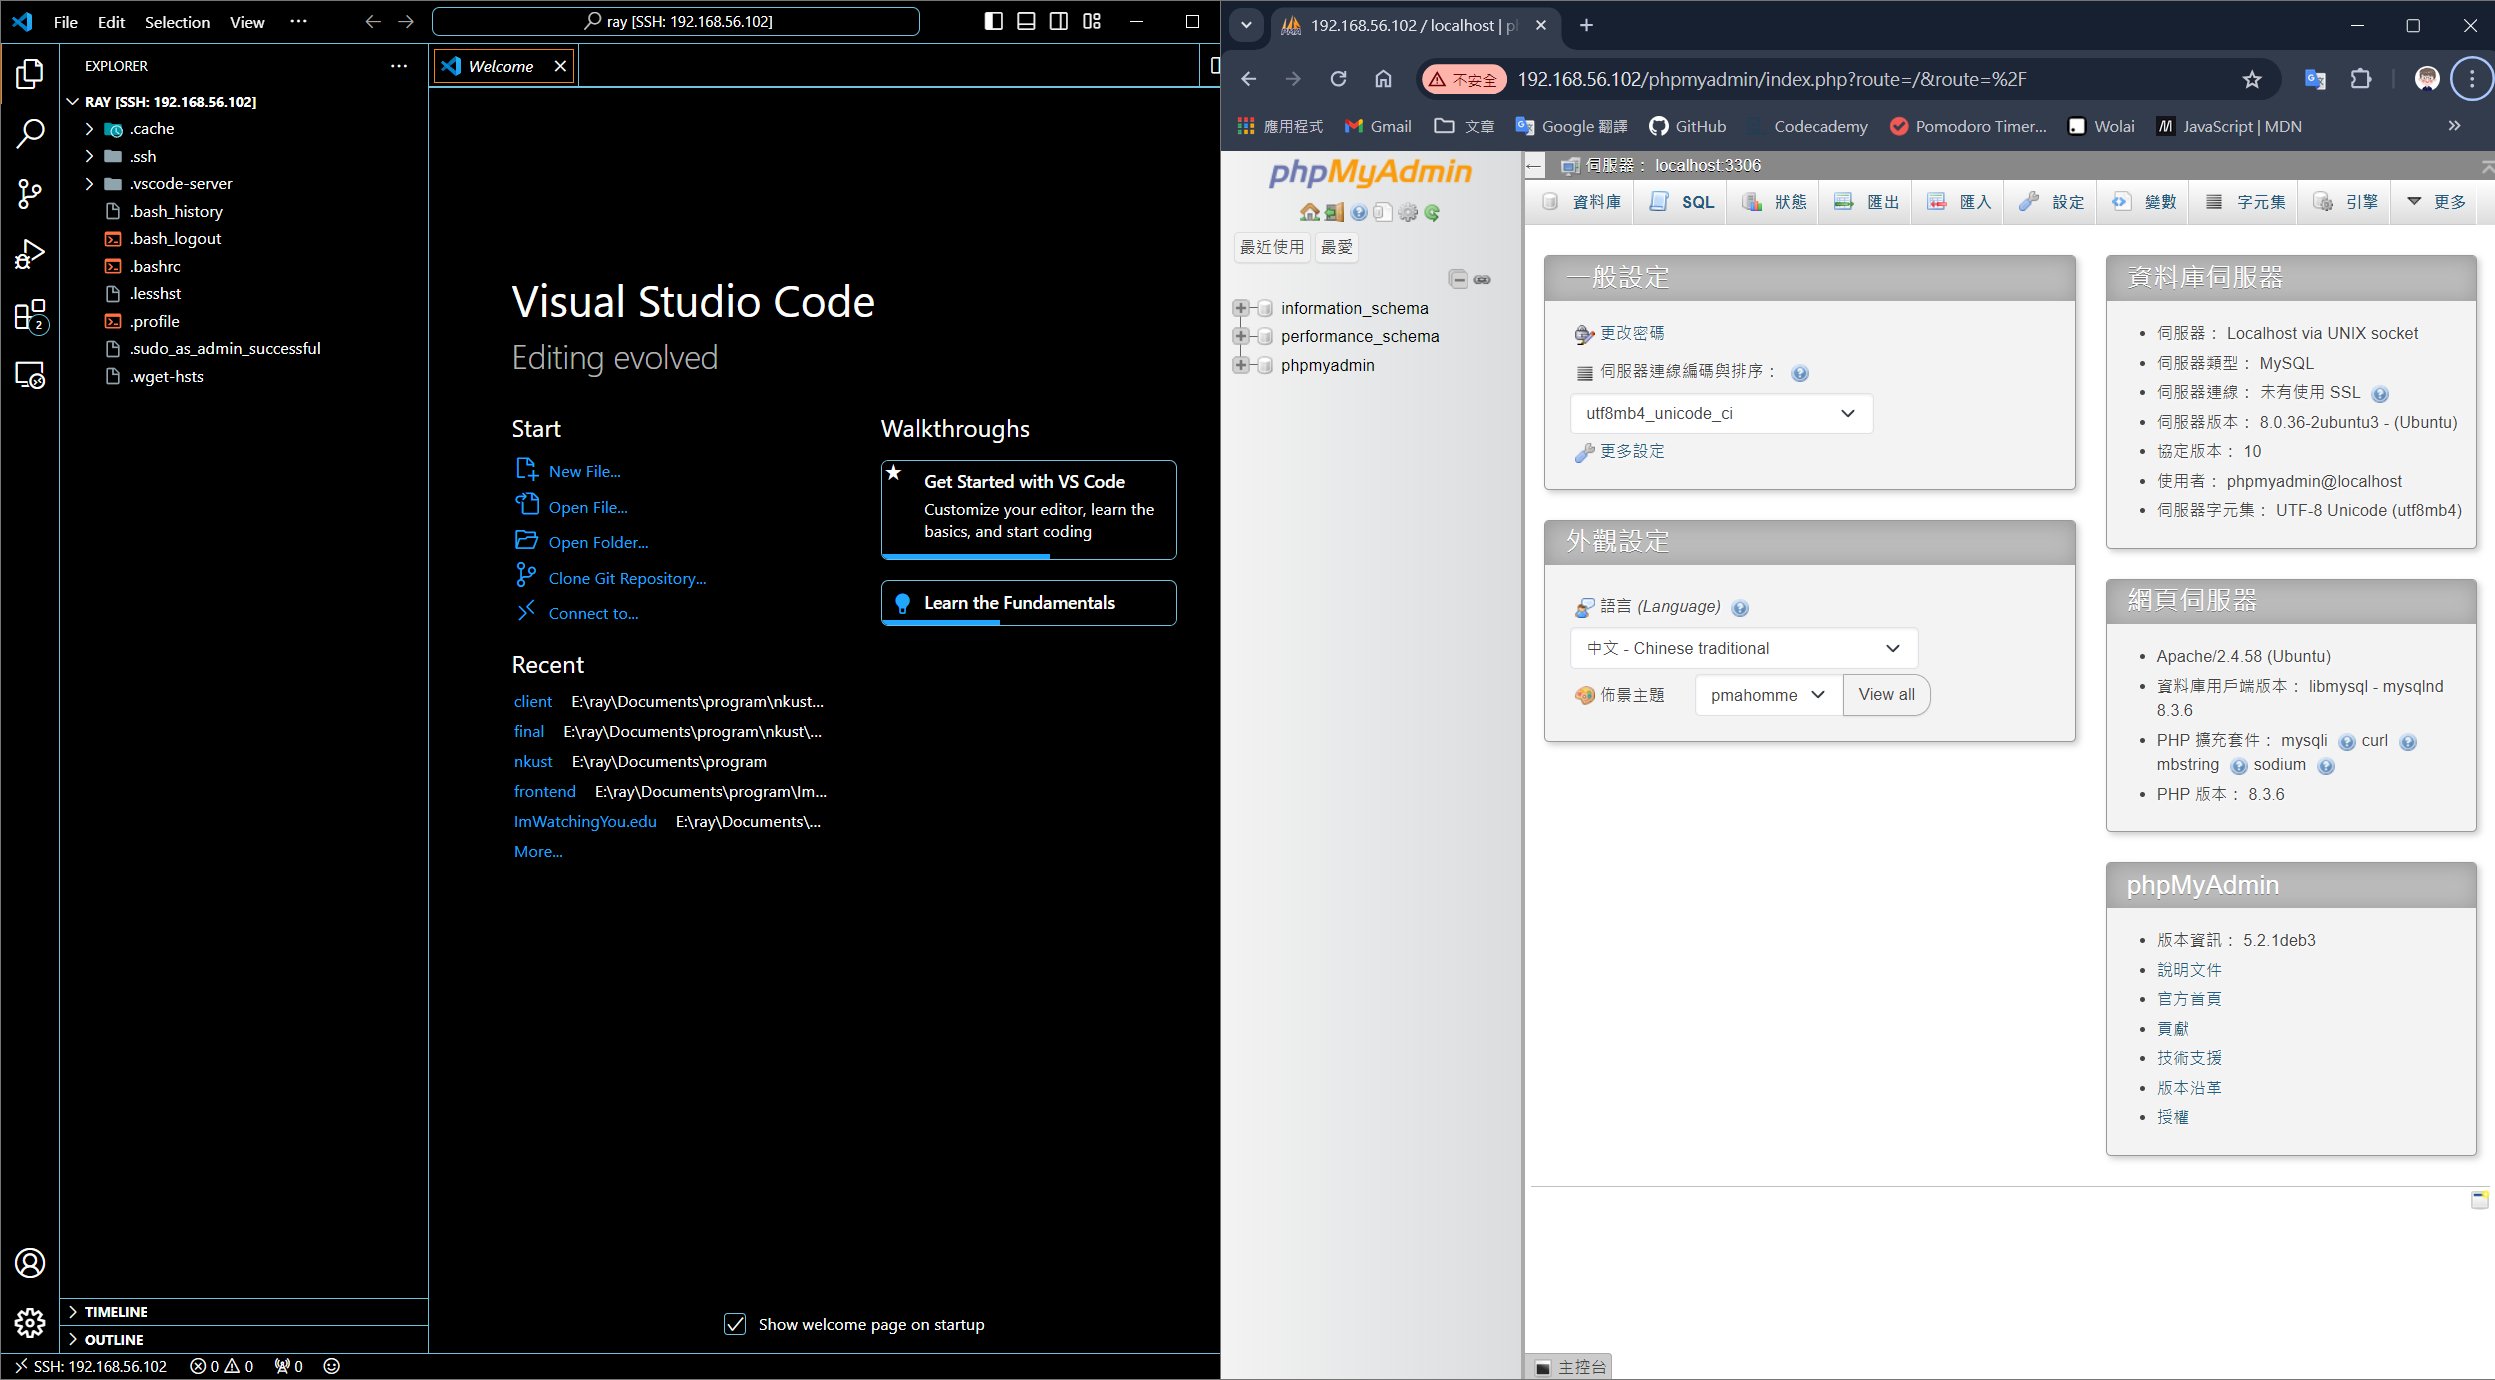 File Edit Selection View ···
ray [SSH: 192.168.56.102]
EXPLORER
RAY [SSH: 192.168.56.102]
.cache
.ssh
.vscode-server
.bash_history
.bash_logout
.bashrc
.lesshst
.profile
.sudo_as_admin_successful
.wget-hsts
2
TIMELINE
OUTLINE
Welcome
Visual Studio Code
Editing evolved
Start
New File...
Open File...
Open Folder...
Clone Git Repository...
Connect to...
Recent
client E:\ray\Documents\program\nkust...
final E:\ray\Documents\program\nkust\...
nkust E:\ray\Documents\program
frontend E:\ray\Documents\program\Im...
ImWatchingYou.edu E:\ray\Documents\...
More...
Walkthroughs
Get Started with VS Code
Customize your editor, learn the
basics, and start coding
Learn the Fundamentals
Show welcome page on startup
SSH: 192.168.56.102 0 0 0
192.168.56.102 / localhost | p
不安全 192.168.56.102/phpmyadmin/index.php?route=/&route=%2F
應用程式 Gmail 文章 Google 翻譯 GitHub Codecademy Pomodoro Timer... Wolai JavaScript | MDN
phpMyAdmin
最近使用 最愛
information_schema
performance_schema
phpmyadmin
伺服器： localhost:3306
資料庫 SQL 狀態 匯出 匯入 設定 變數 字元集 引擎 更多
一般設定
更改密碼
伺服器連線編碼與排序：
utf8mb4_unicode_ci
更多設定
外觀設定
語言 (Language)
中文 - Chinese traditional
佈景主題 pmahomme View all
資料庫伺服器
伺服器： Localhost via UNIX socket
伺服器類型： MySQL
伺服器連線： 未有使用 SSL
伺服器版本： 8.0.36-2ubuntu3 - (Ubuntu)
協定版本： 10
使用者： phpmyadmin@localhost
伺服器字元集： UTF-8 Unicode (utf8mb4)
網頁伺服器
Apache/2.4.58 (Ubuntu)
資料庫用戶端版本： libmysql - mysqlnd
8.3.6
PHP 擴充套件： mysqli curl
mbstring sodium
PHP 版本： 8.3.6
phpMyAdmin
版本資訊： 5.2.1deb3
說明文件
官方首頁
貢獻
技術支援
版本沿革
授權
主控台